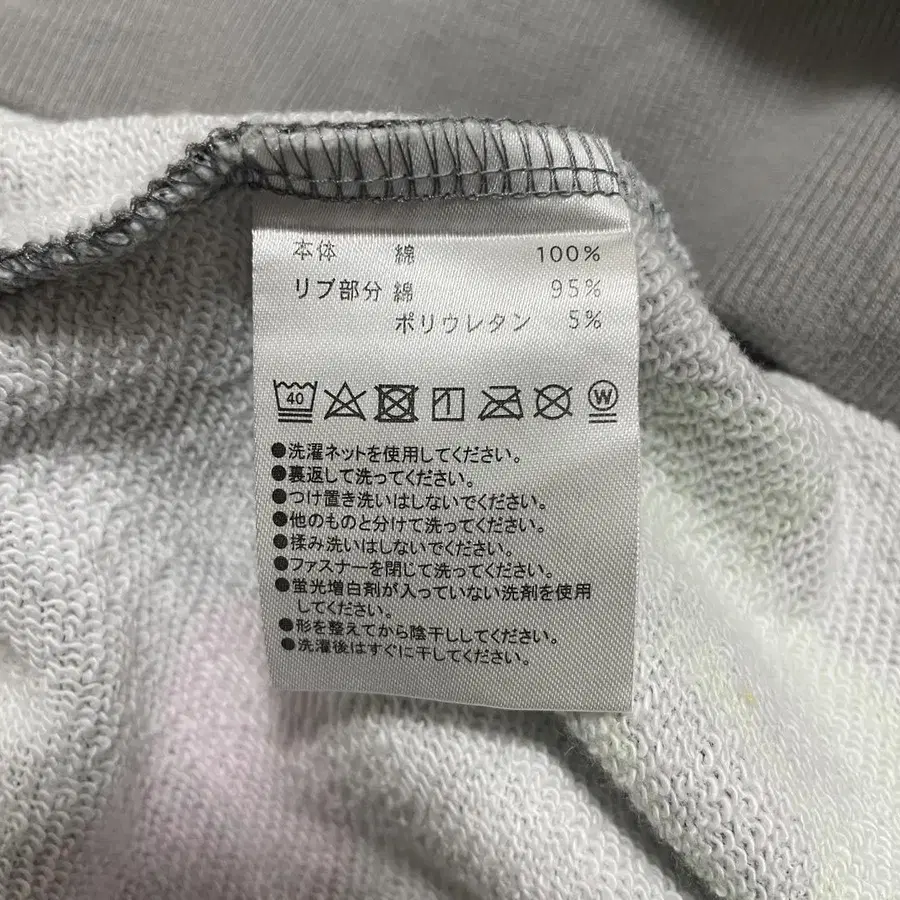 本体 綿 100%
リブ部分 綿 95%
ポリウレタン 5%
40 W
●洗濯ネットを使用してください。
●裏返して洗ってください。
●つけ置き洗いはしないでください。
●他のものと分けて洗ってください。
●揉み洗いはしないでください。
●ファスナーを閉じて洗ってください。
●蛍光増白剤が入っていない洗剤を使用
してください。
●形を整えてから陰干ししてください。
●洗濯後はすぐに干してください。